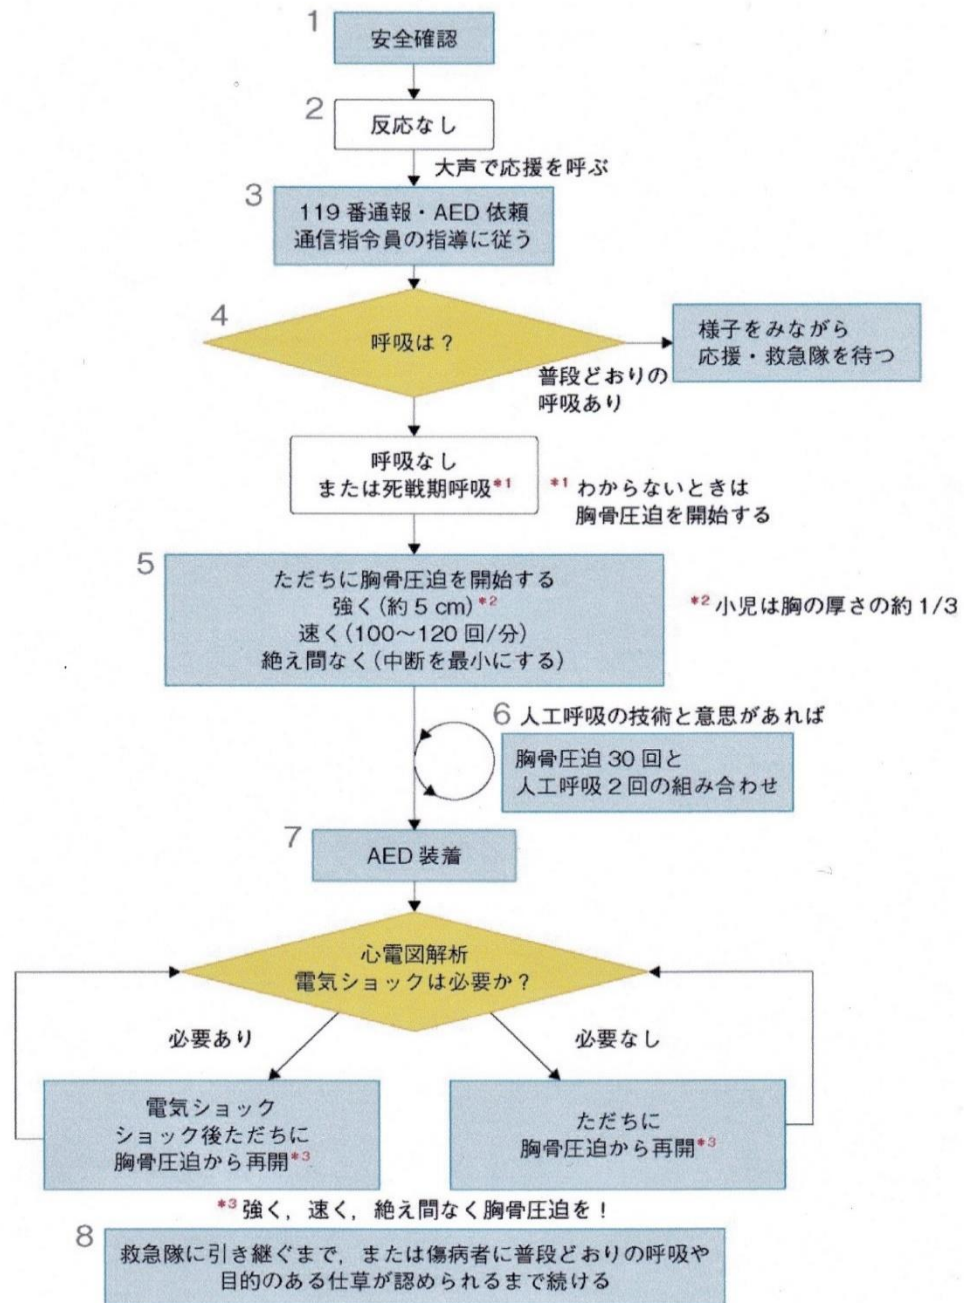 1
安全確認
2
反応なし
大声で応援を呼ぶ
3
119番通報・AED依頼
通信指令員の指導に従う
4
呼吸は？
様子をみながら
応援・救急隊を待つ
普段どおりの
呼吸あり
呼吸なし
または死戦期呼吸*1
*1 わからないときは
胸骨圧迫を開始する
5
ただちに胸骨圧迫を開始する
強く(約5 cm)*2
速く(100〜120回/分)
絶え間なく(中断を最小にする)
*2 小児は胸の厚さの約1/3
6 人工呼吸の技術と意思があれば
胸骨圧迫30回と
人工呼吸2回の組み合わせ
7
AED装着
心電図解析
電気ショックは必要か？
必要あり
必要なし
電気ショック
ショック後ただちに
胸骨圧迫から再開*3
ただちに
胸骨圧迫から再開*3
*3 強く，速く，絶え間なく胸骨圧迫を！
8
救急隊に引き継ぐまで，または傷病者に普段どおりの呼吸や
目的のある仕草が認められるまで続ける